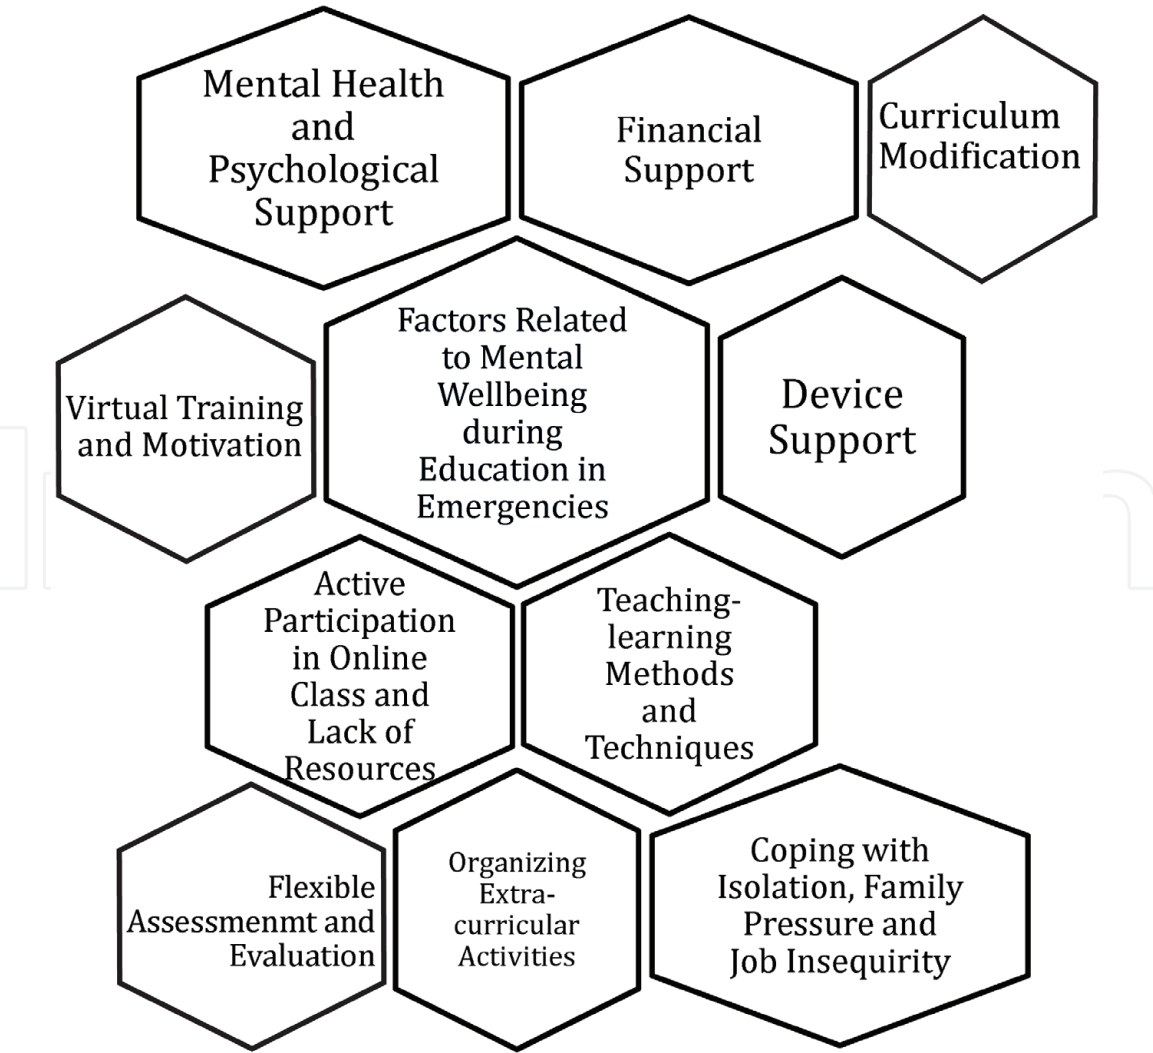 Mental Health
and
Psychological
Support
Financial
Support
Curriculum
Modification
Virtual Training
and Motivation
Factors Related
to Mental
Wellbeing
during
Education in
Emergencies
Device
Support
Active
Participation
in Online
Class and
Lack of
Resources
Teaching-
learning
Methods
and
Techniques
Flexible
Assessmenmt and
Evaluation
Organizing
Extra-
curricular
Activities
Coping with
Isolation, Family
Pressure and
Job Insequirity